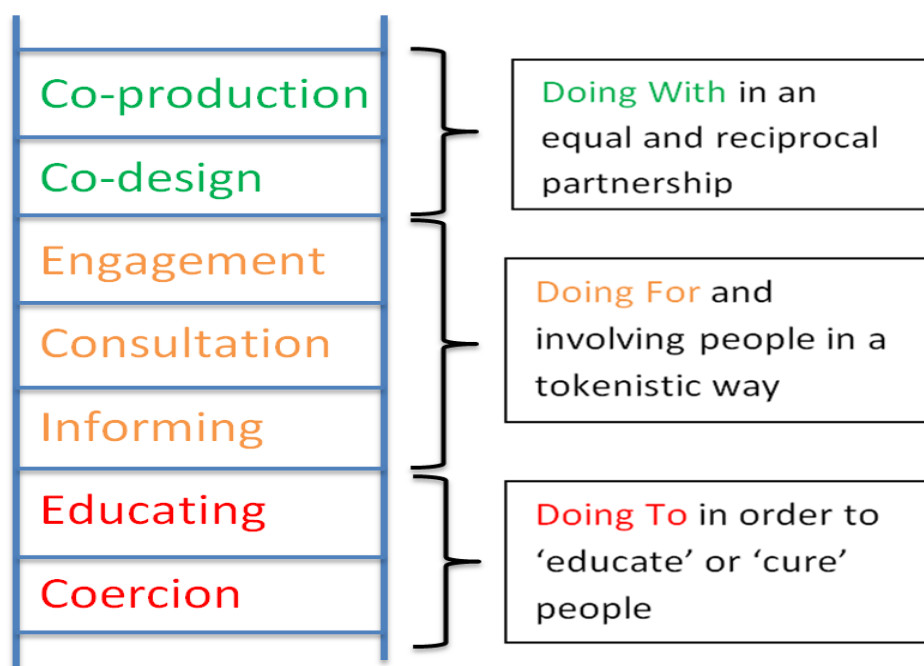 Co-production
Co-design
Engagement
Consultation
Informing
Educating
Coercion
Doing With in an
equal and reciprocal
partnership
Doing For and
involving people in a
tokenistic way
Doing To in order to
‘educate’ or ‘cure’
people